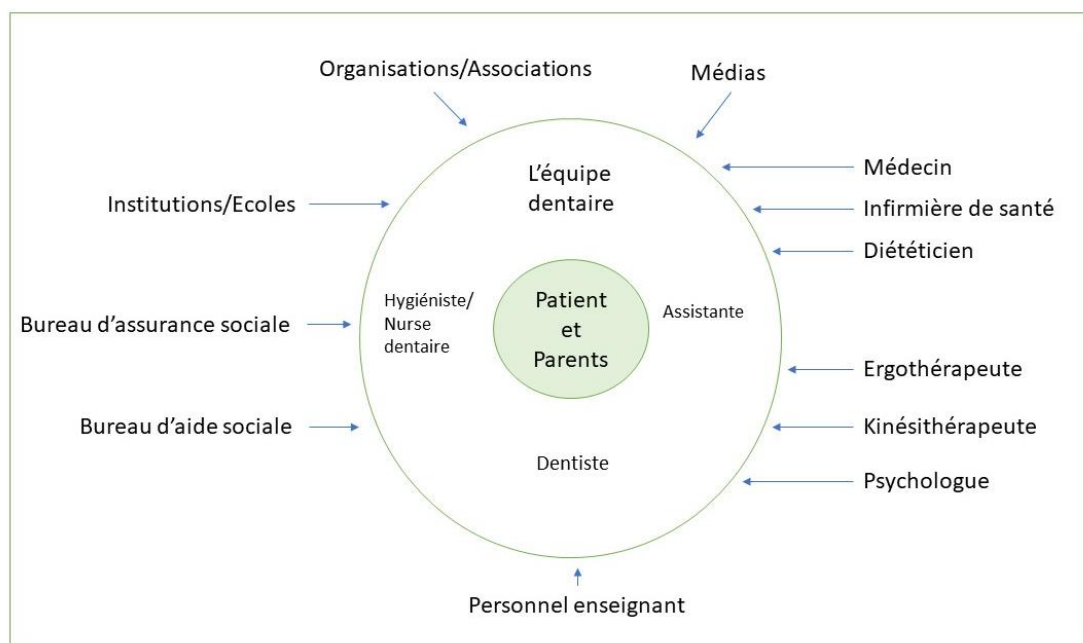 Organisations/Associations
Médias
L’équipe
dentaire
Médecin
Institutions/Ecoles
Infirmière de santé
Diététicien
Hygiéniste/
Nurse
dentaire
Patient
et
Parents
Assistante
Bureau d’assurance sociale
Ergothérapeute
Bureau d’aide sociale
Kinésithérapeute
Dentiste
Psychologue
Personnel enseignant